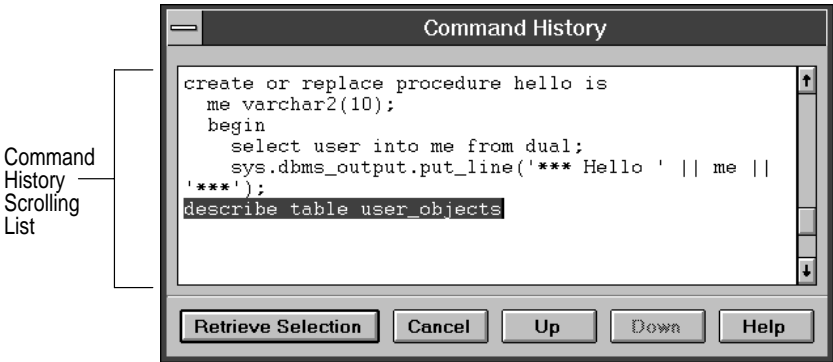 Command History
create or replace procedure hello is
me varchar2(10);
begin
select user into me from dual;
sys.dbms_output.put_line('*** Hello ' || me ||
'***');
describe table user_objects
Command
History
Scrolling
List
Retrieve Selection Cancel Up Down Help